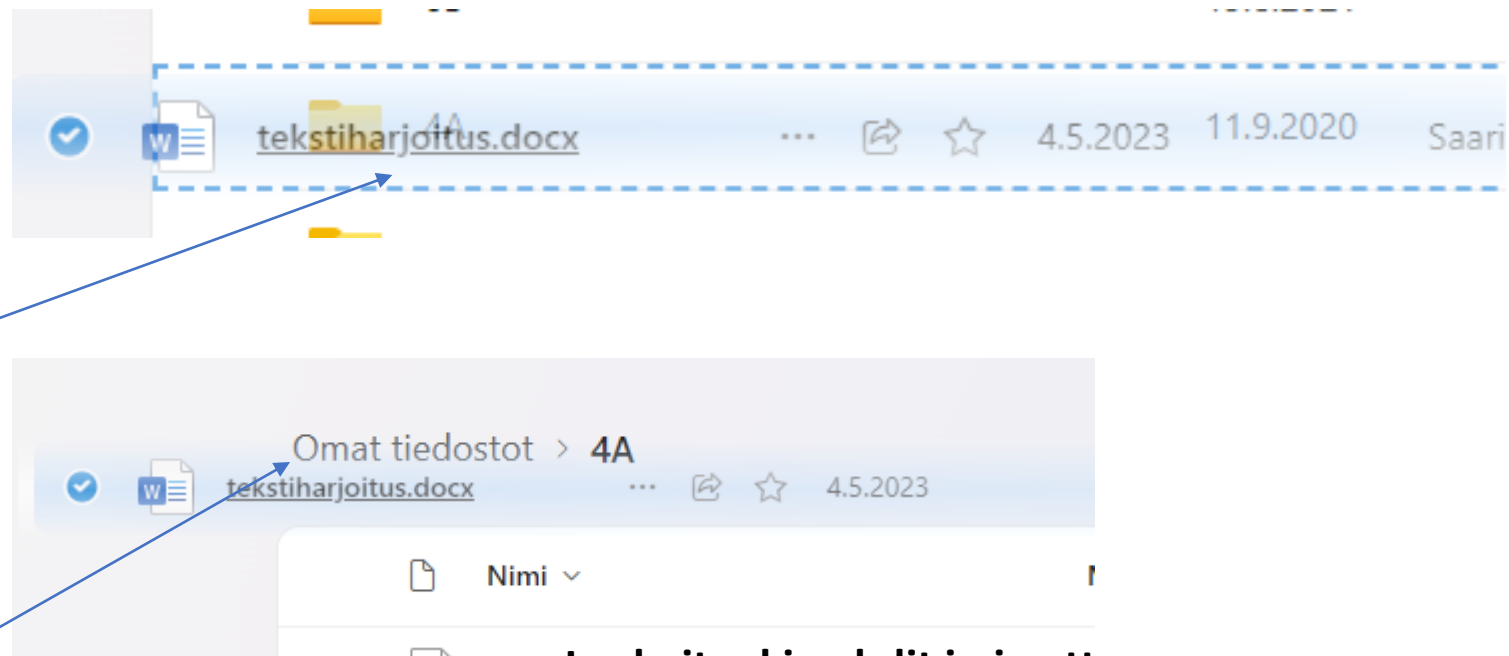 4A
tekstiharjoitus.docx ... 4.5.2023 11.9.2020 Saari
Omat tiedostot > 4A
tekstiharjoitus.docx ... 4.5.2023
Nimi